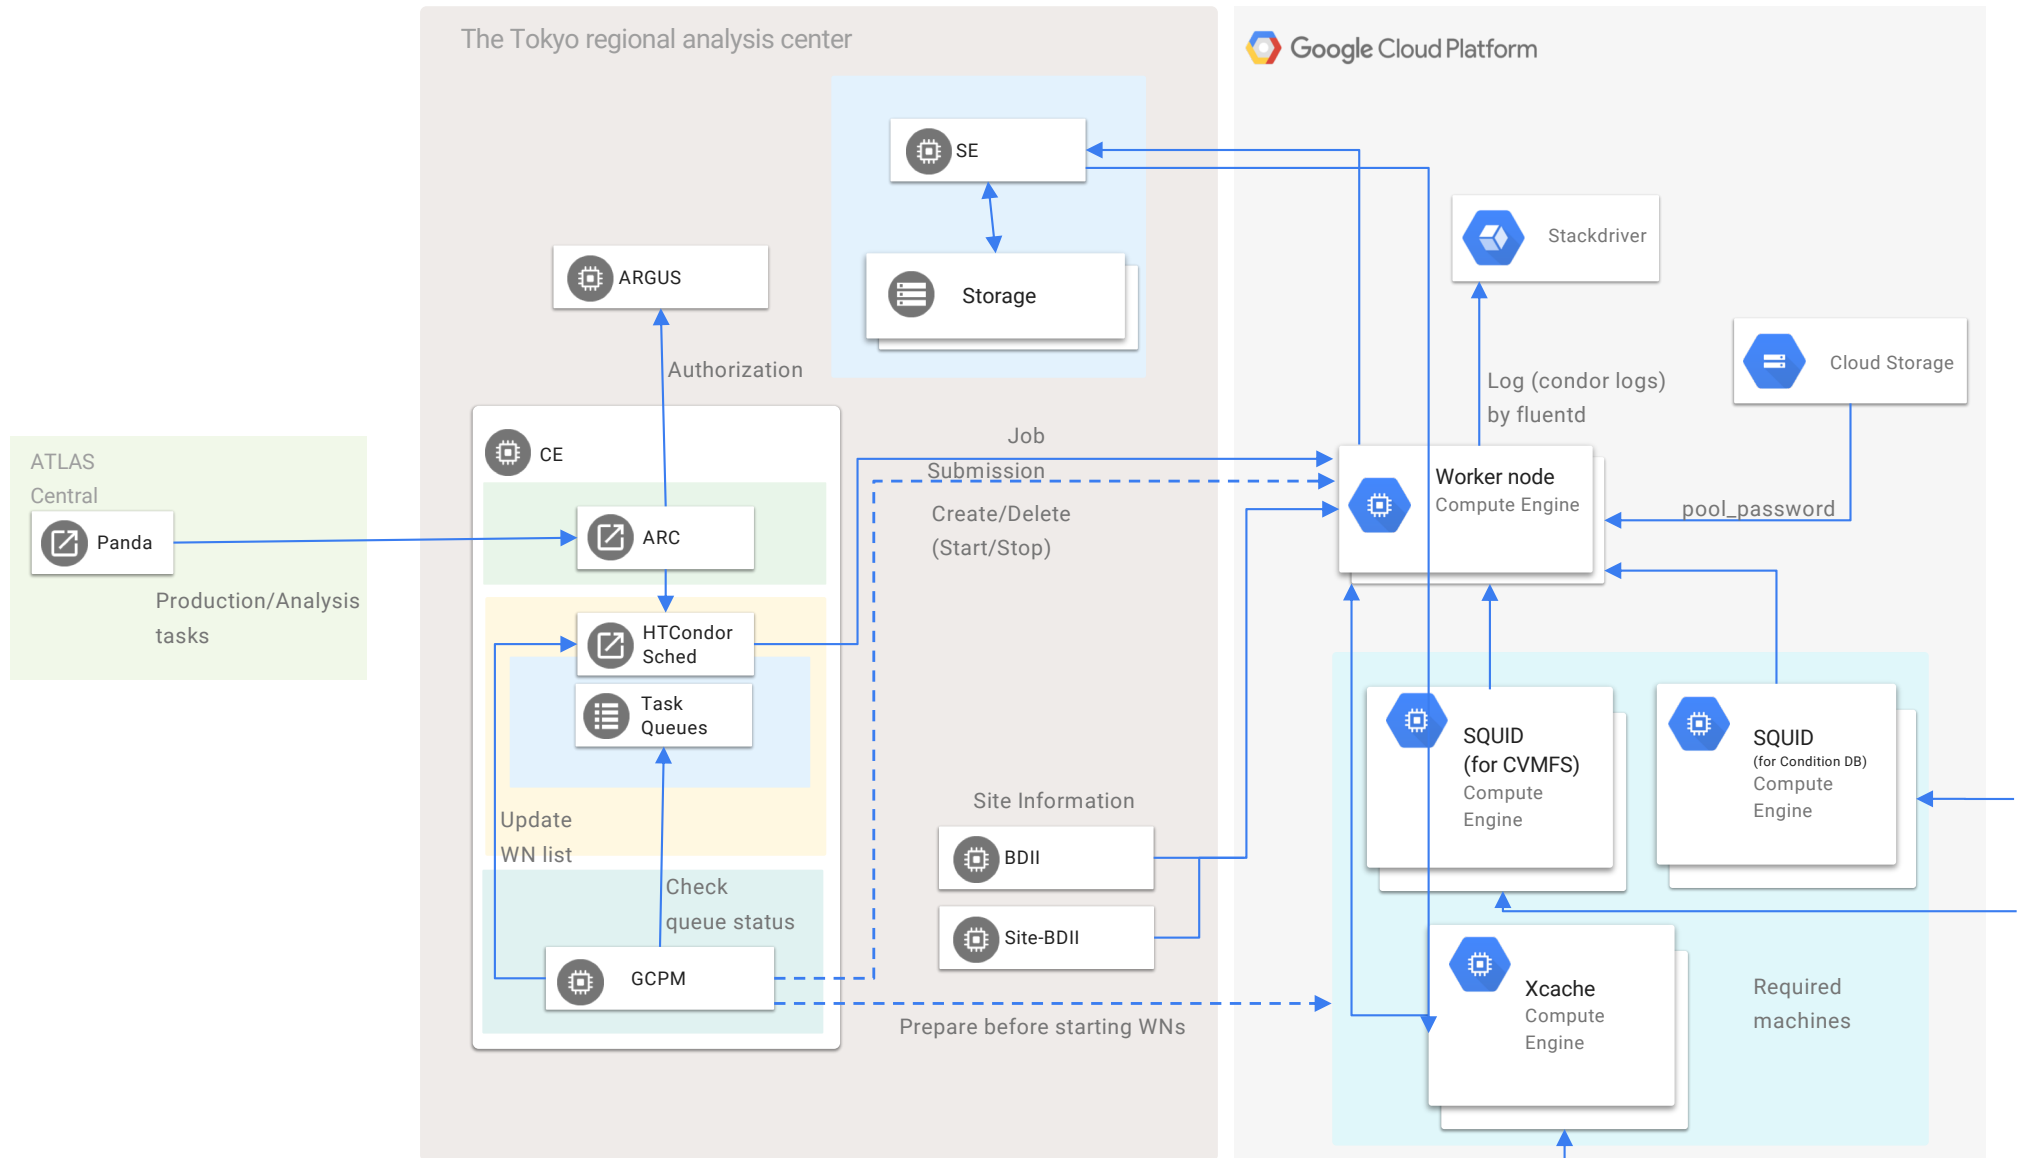 The Tokyo regional analysis center
Google Cloud Platform
SE
Storage
ARGUS
Authorization
Stackdriver
Log (condor logs)
by fluentd
Cloud Storage
pool_password
ATLAS
Central
Panda
Production/Analysis
tasks
CE
ARC
HTCondor
Sched
Task
Queues
Update
WN list
Check
queue status
GCPM
Job
Submission
Create/Delete
(Start/Stop)
Site Information
BDII
Site-BDII
Prepare before starting WNs
Worker node
Compute Engine
SQUID
(for CVMFS)
Compute
Engine
SQUID
(for Condition DB)
Compute
Engine
Xcache
Compute
Engine
Required
machines